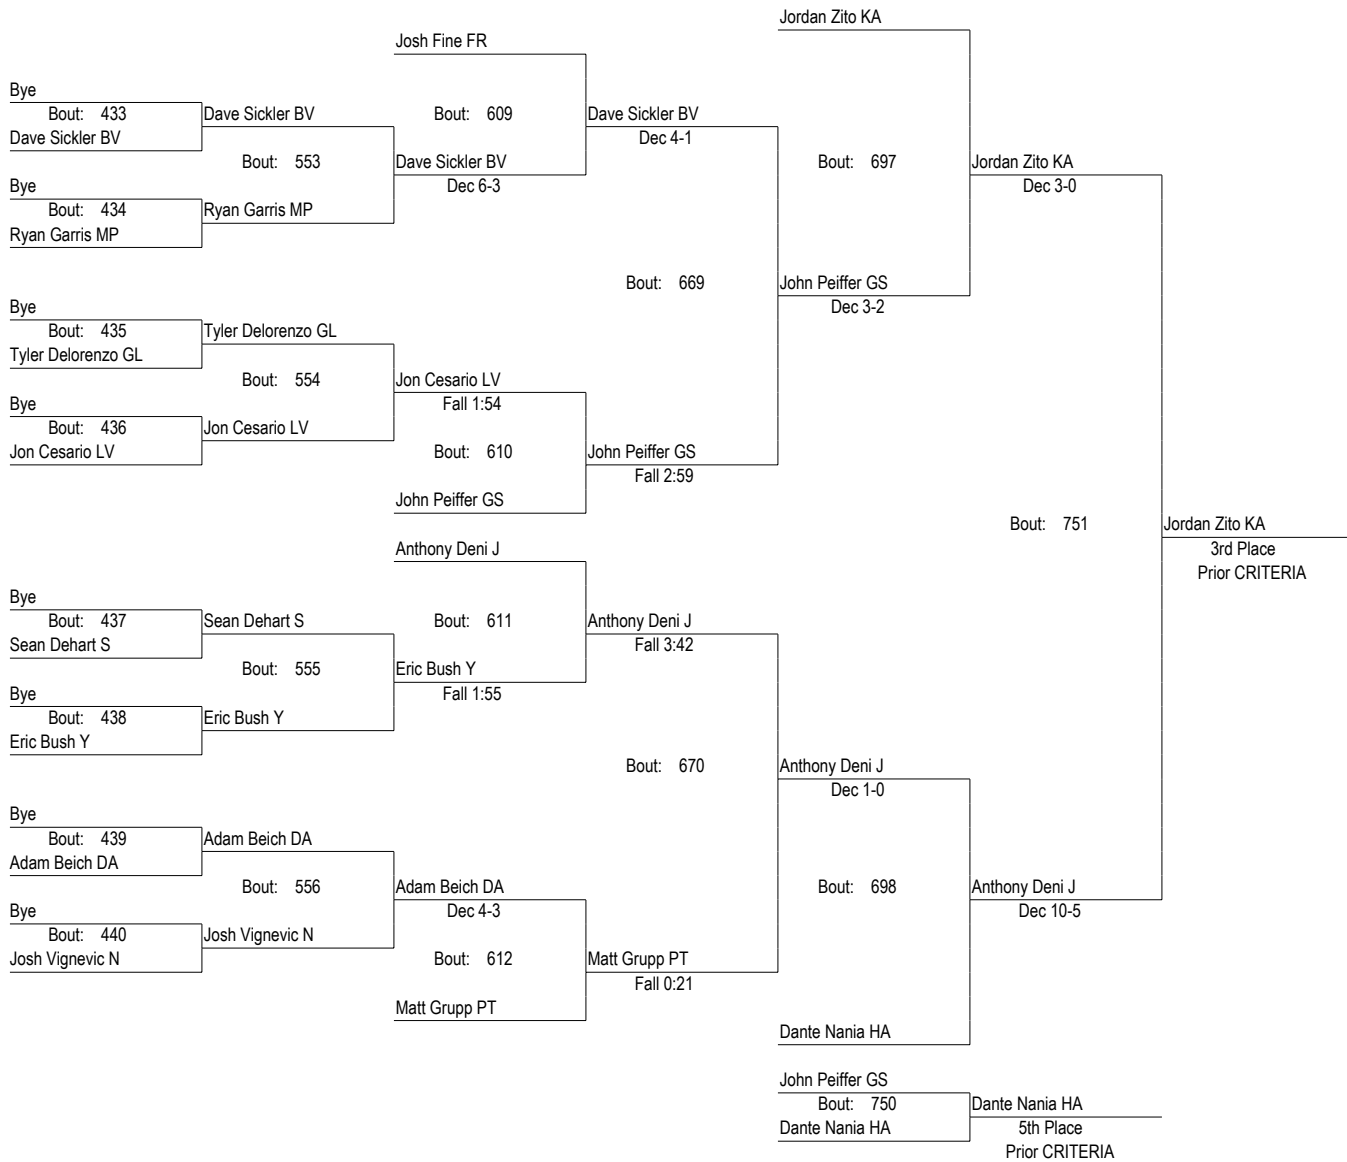 Jordan Zito KA
Josh Fine FR
Bye
Bout: 433
Dave Sickler BV
Bout: 609
Dave Sickler BV
Dave Sickler BV
Dec 4-1
Bout: 553
Dave Sickler BV
Dec 6-3
Bout: 697
Jordan Zito KA
Dec 3-0
Bye
Bout: 434
Ryan Garris MP
Ryan Garris MP
Bout: 669
John Peiffer GS
Dec 3-2
Bye
Bout: 435
Tyler Delorenzo GL
Tyler Delorenzo GL
Bout: 554
Jon Cesario LV
Fall 1:54
Bye
Bout: 436
Jon Cesario LV
Jon Cesario LV
Bout: 610
John Peiffer GS
Fall 2:59
John Peiffer GS
Bout: 751
Jordan Zito KA
3rd Place
Prior CRITERIA
Anthony Deni J
Bye
Bout: 437
Sean Dehart S
Sean Dehart S
Bout: 611
Anthony Deni J
Fall 3:42
Bout: 555
Eric Bush Y
Fall 1:55
Bye
Bout: 438
Eric Bush Y
Eric Bush Y
Bout: 670
Anthony Deni J
Dec 1-0
Bye
Bout: 439
Adam Beich DA
Adam Beich DA
Bout: 556
Adam Beich DA
Dec 4-3
Bout: 698
Anthony Deni J
Dec 10-5
Bye
Bout: 440
Josh Vignevic N
Josh Vignevic N
Bout: 612
Matt Grupp PT
Fall 0:21
Matt Grupp PT
Dante Nania HA
John Peiffer GS
Bout: 750
Dante Nania HA
Dante Nania HA
5th Place
Prior CRITERIA